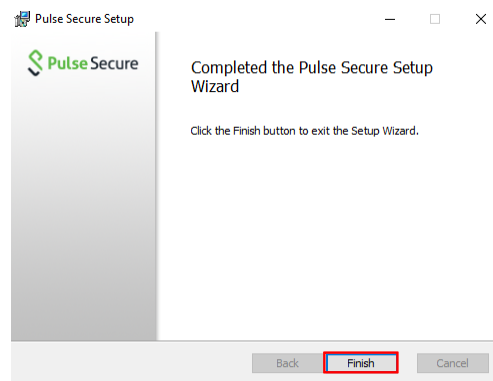 Pulse Secure Setup
Pulse Secure
Completed the Pulse Secure Setup
Wizard
Click the Finish button to exit the Setup Wizard.
Back
Finish
Cancel